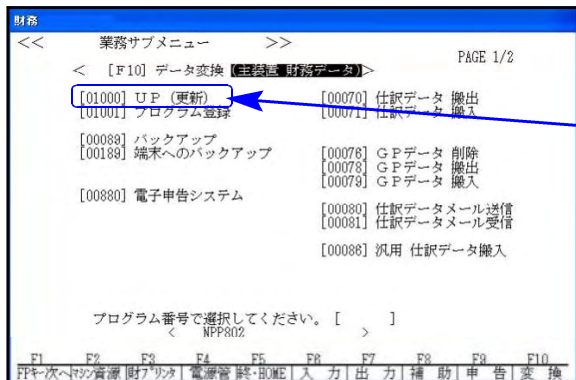 財務
<< 業務サブメニュー >>
PAGE 1/2
< [F10] データ変換 (主装置 財務データ)>
[01000] UP (更新) [00070] 仕訳データ 搬出
[01001] プログラム登録 [00071] 仕訳データ 搬入
[00089] バックアップ
[00189] 端末へのバックアップ [00076] GPデータ 削除
[00078] GPデータ 搬出
[00079] GPデータ 搬入
[00880] 電子申告システム
[00080] 仕訳データメール送信
[00081] 仕訳データメール受信
[00086] 汎用 仕訳データ搬入
プログラム番号で選択してください。 [ ]
< NPP802 >
F1 F2 F3 F4 F5 F6 F7 F8 F9 F10
FPキー次へ マシン資源 財プリンタ 電源管 終・HOME 入 力 出 力 補 助 申 告 変 換